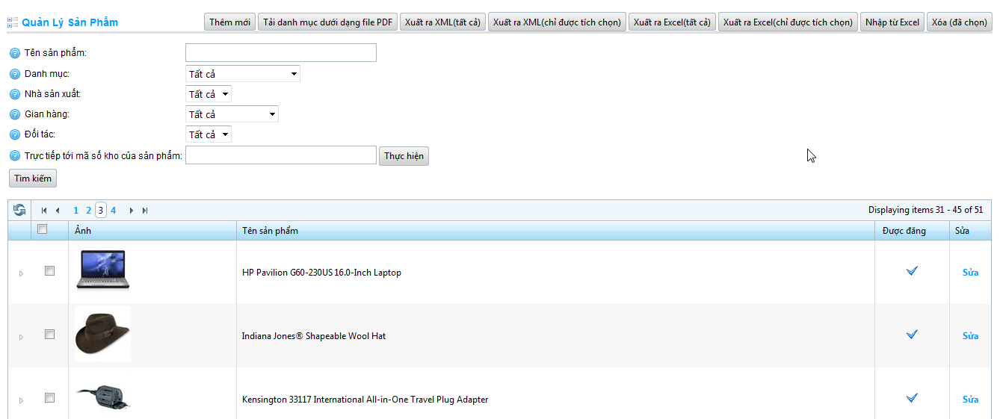 Quản Lý Sản Phẩm Thêm mới Tải danh mục dưới dạng file PDF Xuất ra XML(tất cả) Xuất ra XML(chỉ được tích chọn) Xuất ra Excel(tất cả) Xuất ra Excel(chỉ được tích chọn) Nhập từ Excel Xóa (đã chọn)
Tên sản phẩm:
Danh mục: Tất cả
Nhà sản xuất: Tất cả
Gian hàng: Tất cả
Đối tác: Tất cả
Trực tiếp tới mã số kho của sản phẩm: Thực hiện
Tìm kiếm
1 2 3 4 Displaying items 31 - 45 of 51
Ảnh Tên sản phẩm Được đăng Sửa
HP Pavilion G60-230US 16.0-Inch Laptop Sửa
Indiana Jones® Shapeable Wool Hat Sửa
Kensington 33117 International All-in-One Travel Plug Adapter Sửa